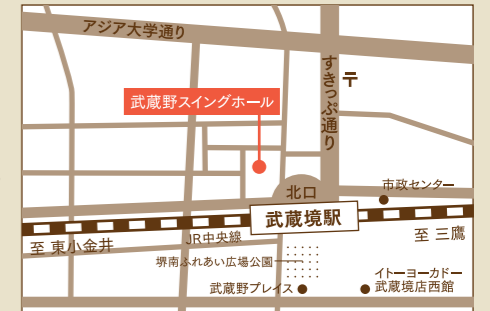 アジア大学通り
すきっぷ通り
〒
武蔵野スイングホール
北口
市政センター
武蔵境駅
至 東小金井
JR中央線
至 三鷹
堺南ふれあい広場公園
イトーヨーカドー
武蔵境店西館
武蔵野プレイス